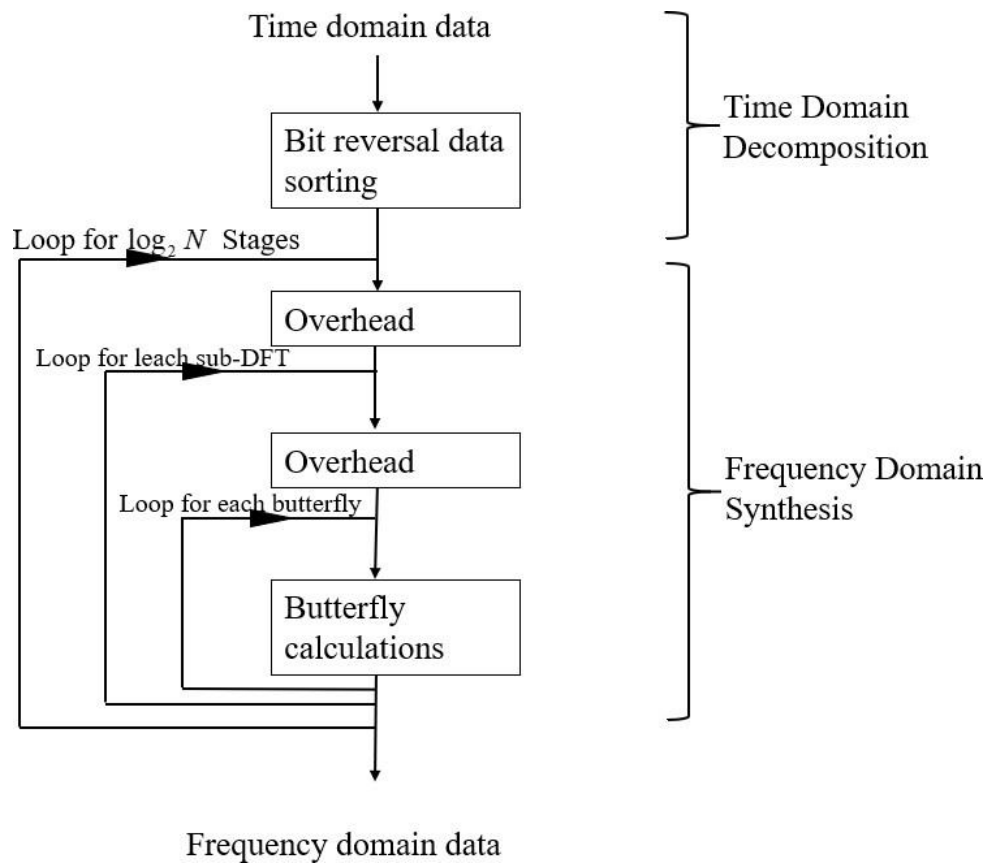 Time domain data
Bit reversal data
sorting
Time Domain
Decomposition
Loop for log₂ N Stages
Overhead
Loop for leach sub-DFT
Overhead
Frequency Domain
Synthesis
Loop for each butterfly
Butterfly
calculations
Frequency domain data